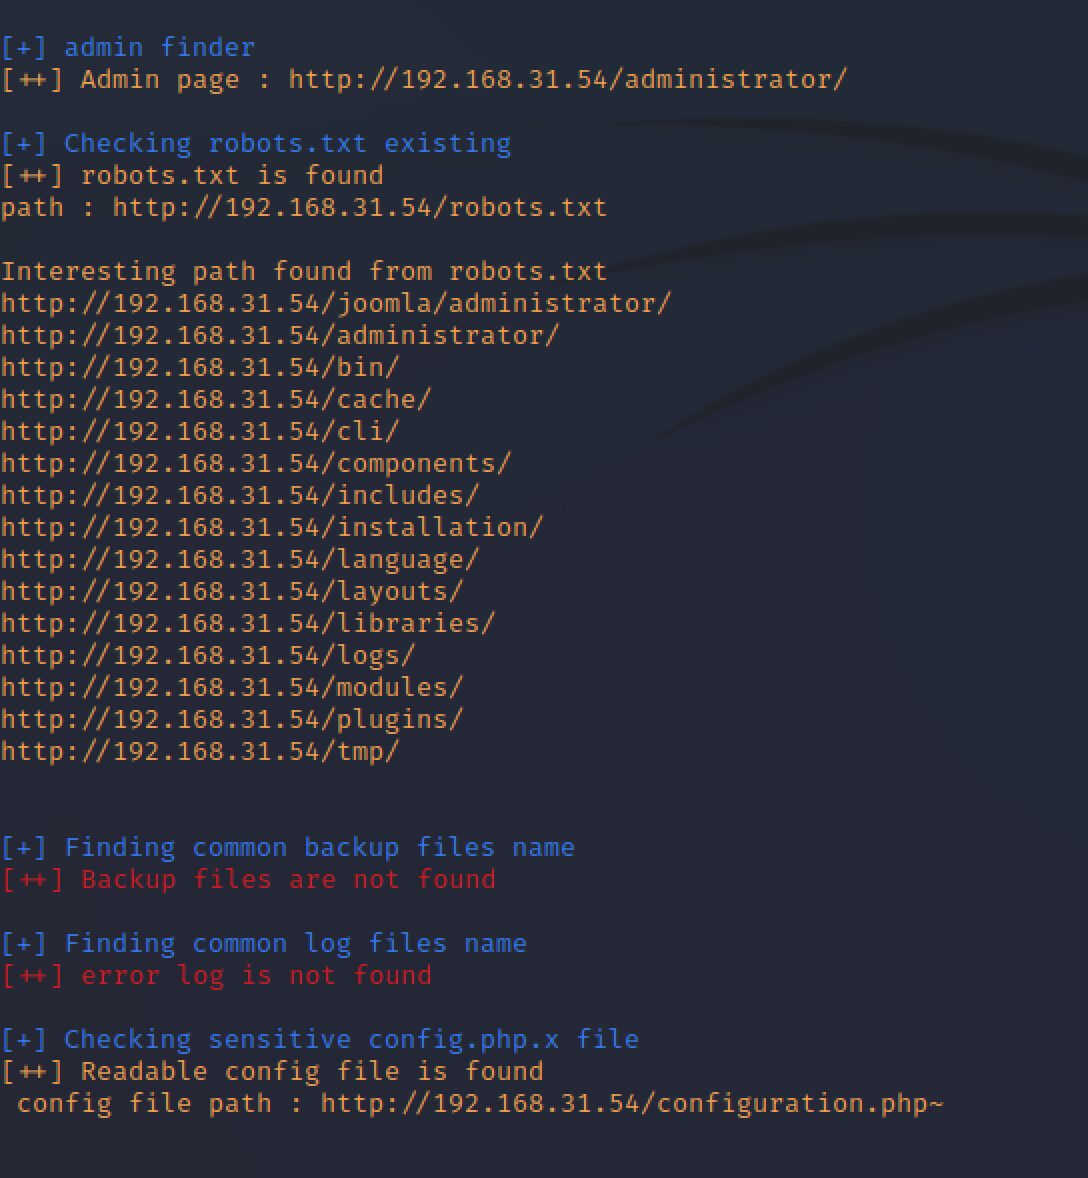 [+] admin finder
[++] Admin page : http://192.168.31.54/administrator/
[+] Checking robots.txt existing
[++] robots.txt is found
path : http://192.168.31.54/robots.txt
Interesting path found from robots.txt
http://192.168.31.54/joomla/administrator/
http://192.168.31.54/administrator/
http://192.168.31.54/bin/
http://192.168.31.54/cache/
http://192.168.31.54/cli/
http://192.168.31.54/components/
http://192.168.31.54/includes/
http://192.168.31.54/installation/
http://192.168.31.54/language/
http://192.168.31.54/layouts/
http://192.168.31.54/libraries/
http://192.168.31.54/logs/
http://192.168.31.54/modules/
http://192.168.31.54/plugins/
http://192.168.31.54/tmp/
[+] Finding common backup files name
[++] Backup files are not found
[+] Finding common log files name
[++] error log is not found
[+] Checking sensitive config.php.x file
[++] Readable config file is found
config file path : http://192.168.31.54/configuration.php~